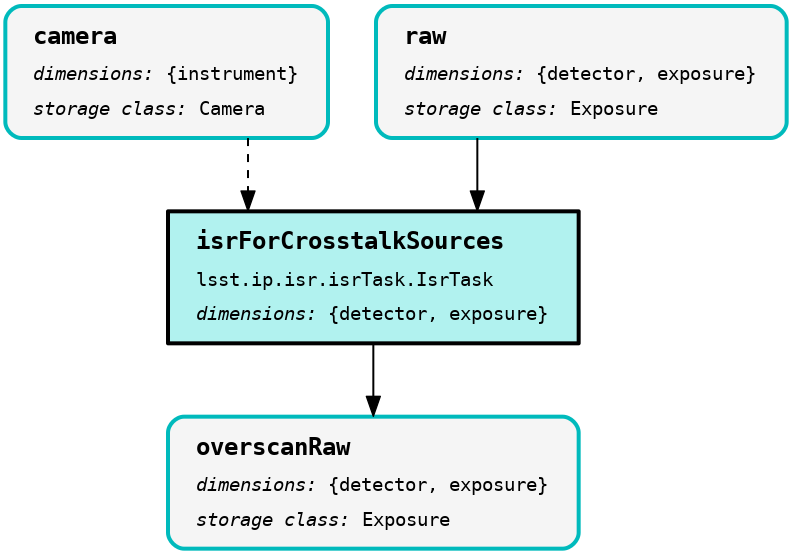 camera
dimensions: {instrument}
storage class: Camera
raw
dimensions: {detector, exposure}
storage class: Exposure
isrForCrosstalkSources
lsst.ip.isr.isrTask.IsrTask
dimensions: {detector, exposure}
overscanRaw
dimensions: {detector, exposure}
storage class: Exposure